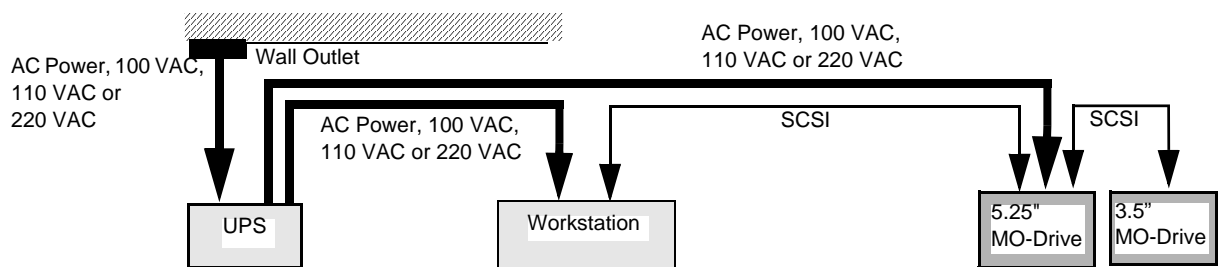 AC Power, 100 VAC,
110 VAC or
220 VAC
Wall Outlet
AC Power, 100 VAC,
110 VAC or 220 VAC
AC Power, 100 VAC,
110 VAC or 220 VAC
SCSI
SCSI
UPS
Workstation
5.25"
MO-Drive
3.5”
MO-Drive